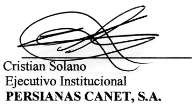 Cristian Solano
Ejecutivo Institucional
PERSIANAS CANET, S.A.